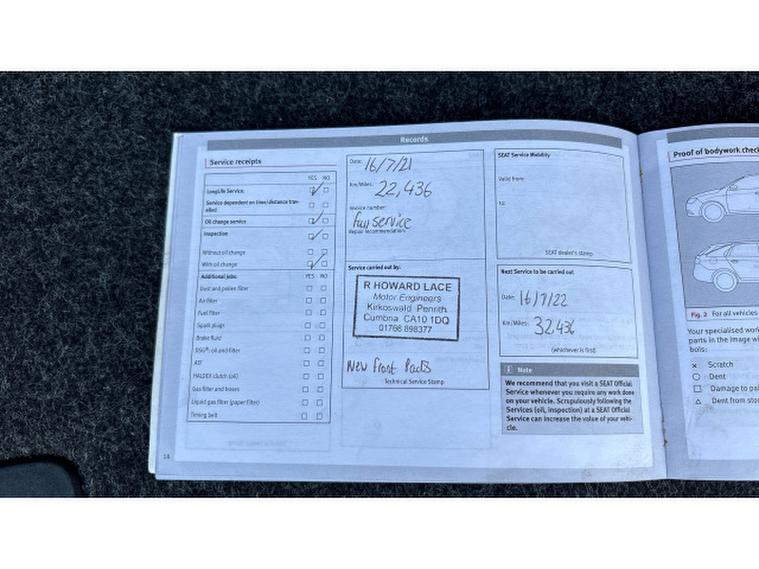 Records
Service receipts
YES NO
LongLife Service:
Service dependent on time/distance travelled
Oil change service
Inspection
Without oil change
With oil change
Additional jobs: YES NO
Dust and pollen filter
Air filter
Fuel filter
Spark plugs
Brake fluid
DSG®: oil and filter
ATF
HALDEX clutch (oil)
Gas filter and hoses
Liquid gas filter (paper filter)
Timing belt
18
Date: 16/7/21
Km/Miles: 22,436
Invoice number:
full service
Repair recommendation:
Service carried out by:
R HOWARD LACE
Motor Engineers
Kirkoswald Penrith
Cumbria CA10 1DQ
01768 898377
New Front Pads
Technical Service Stamp
SEAT Service Mobility
Valid from:
to:
SEAT dealer's stamp
Next Service to be carried out
Date: 16/7/22
Km/Miles: 32,436
(whichever is first)
i Note
We recommend that you visit a SEAT Official
Service whenever you require any work done
on your vehicle. Scrupulously following the
Services (oil, inspection) at a SEAT Official
Service can increase the value of your vehi-
cle.
Proof of bodywork chec
Fig. 2 For all vehicles
Your specialised work
parts in the image wi
bols:
× Scratch
○ Dent
□ Damage to pai
△ Dent from sto